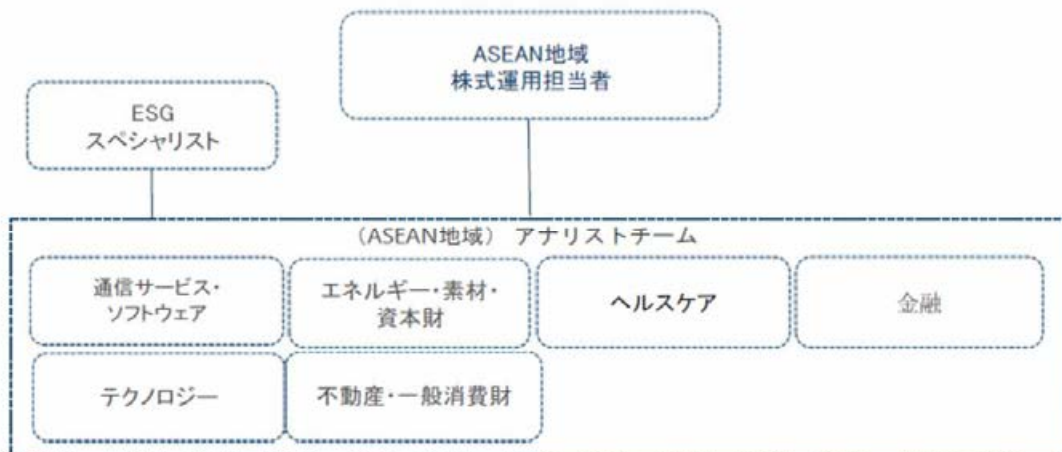 ASEAN地域
株式運用担当者
ESG
スペシャリスト
(ASEAN地域) アナリストチーム
通信サービス・
ソフトウェア
エネルギー・素材・
資本財
ヘルスケア
金融
テクノロジー
不動産・一般消費財